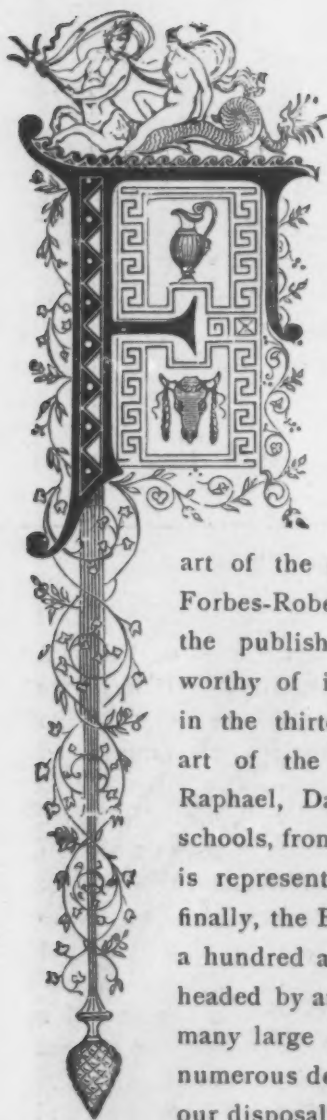 F
art of the
Forbes-Robe
the publish
worthy of i
in the thirt
art of the
Raphael, Da
schools, from
is represent
finally, the E
a hundred a
headed by a
many large
numerous de
our disposal